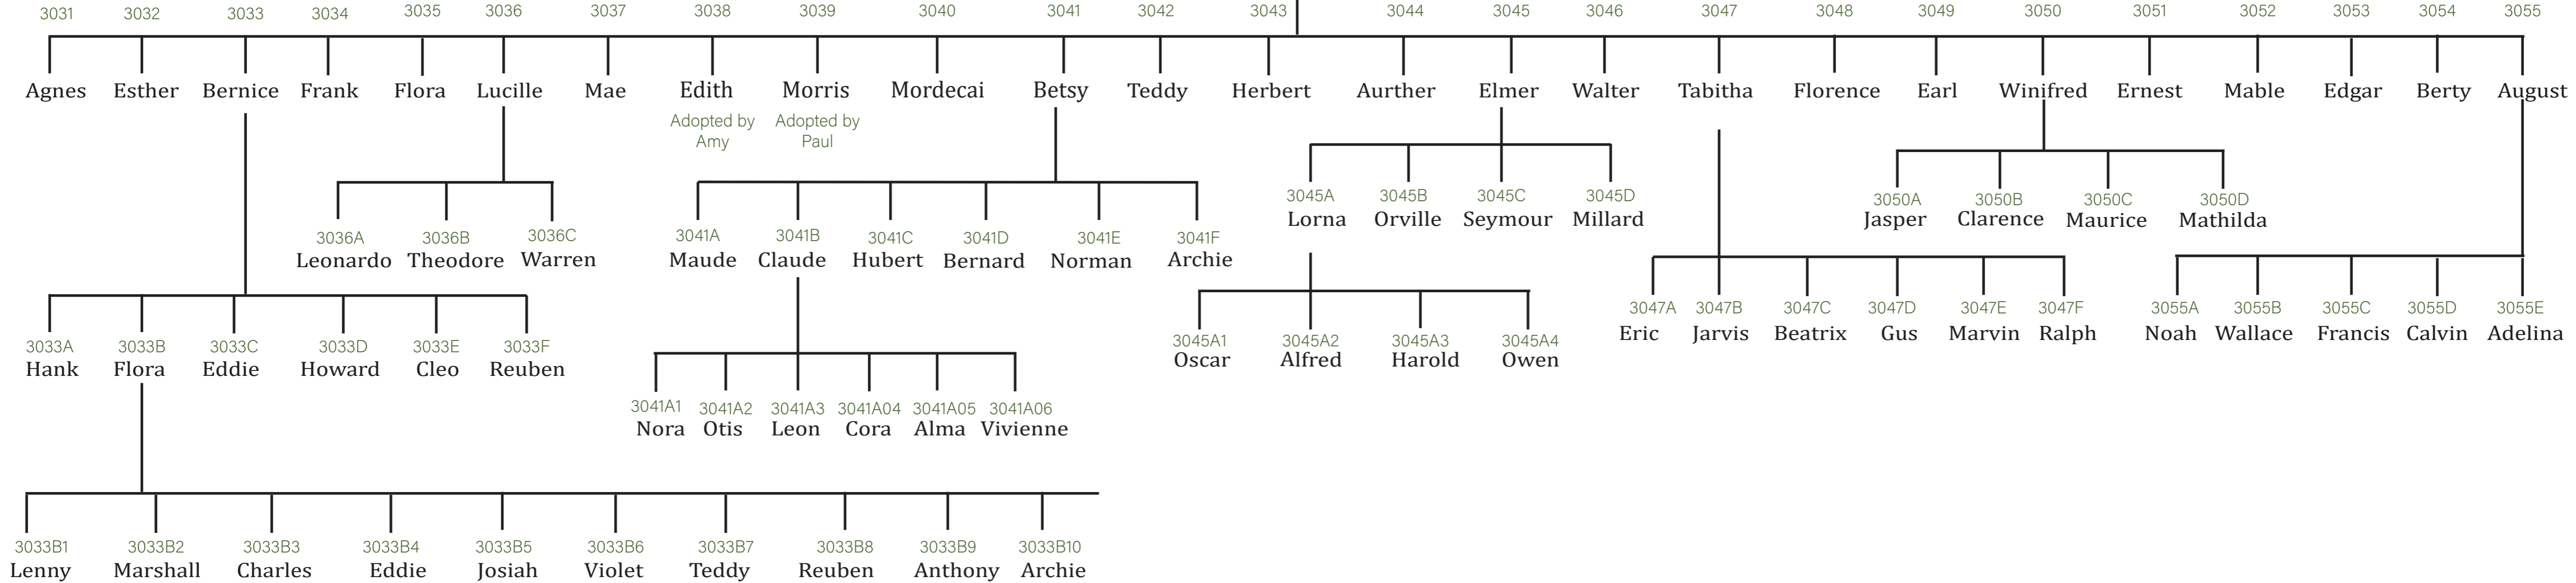 3031 3032 3033 3034 3035 3036 3037 3038 3039 3040 3041 3042 3043 3044 3045 3046 3047 3048 3049 3050 3051 3052 3053 3054 3055
Agnes Esther Bernice Frank Flora Lucille Mae Edith Morris Mordecai Betsy Teddy Herbert Aurther Elmer Walter Tabitha Florence Earl Winifred Ernest Mable Edgar Berty August
Adopted by Adopted by
Amy Paul
3045A 3045B 3045C 3045D 3050A 3050B 3050C 3050D
Lorna Orville Seymour Millard Jasper Clarence Maurice Mathilda
3036A 3036B 3036C 3041A 3041B 3041C 3041D 3041E 3041F
Leonardo Theodore Warren Maude Claude Hubert Bernard Norman Archie
3047A 3047B 3047C 3047D 3047E 3047F 3055A 3055B 3055C 3055D 3055E
Eric Jarvis Beatrix Gus Marvin Ralph Noah Wallace Francis Calvin Adelina
3033A 3033B 3033C 3033D 3033E 3033F 3045A1 3045A2 3045A3 3045A4
Hank Flora Eddie Howard Cleo Reuben Oscar Alfred Harold Owen
3041A1 3041A2 3041A3 3041A04 3041A05 3041A06
Nora Otis Leon Cora Alma Vivienne
3033B1 3033B2 3033B3 3033B4 3033B5 3033B6 3033B7 3033B8 3033B9 3033B10
Lenny Marshall Charles Eddie Josiah Violet Teddy Reuben Anthony Archie